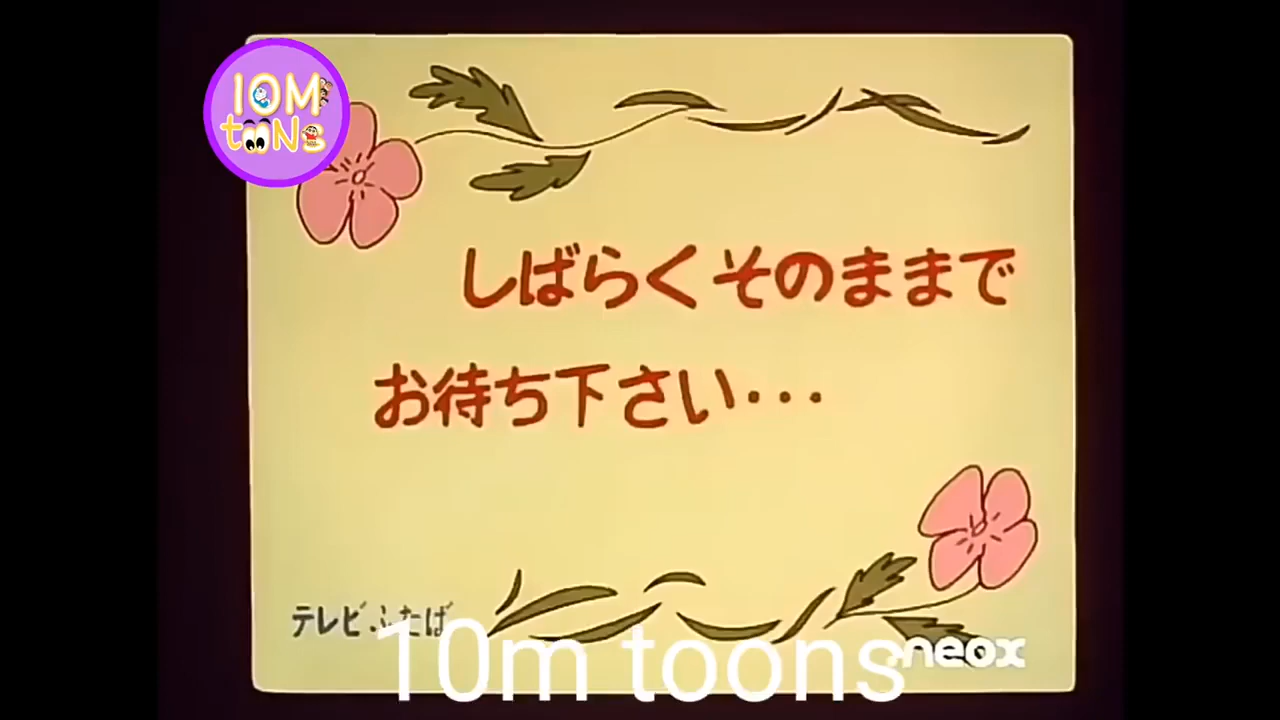 10M
toons
しばらくそのままで
お待ち下さい・・・
テレビふたば
10m toons
neox